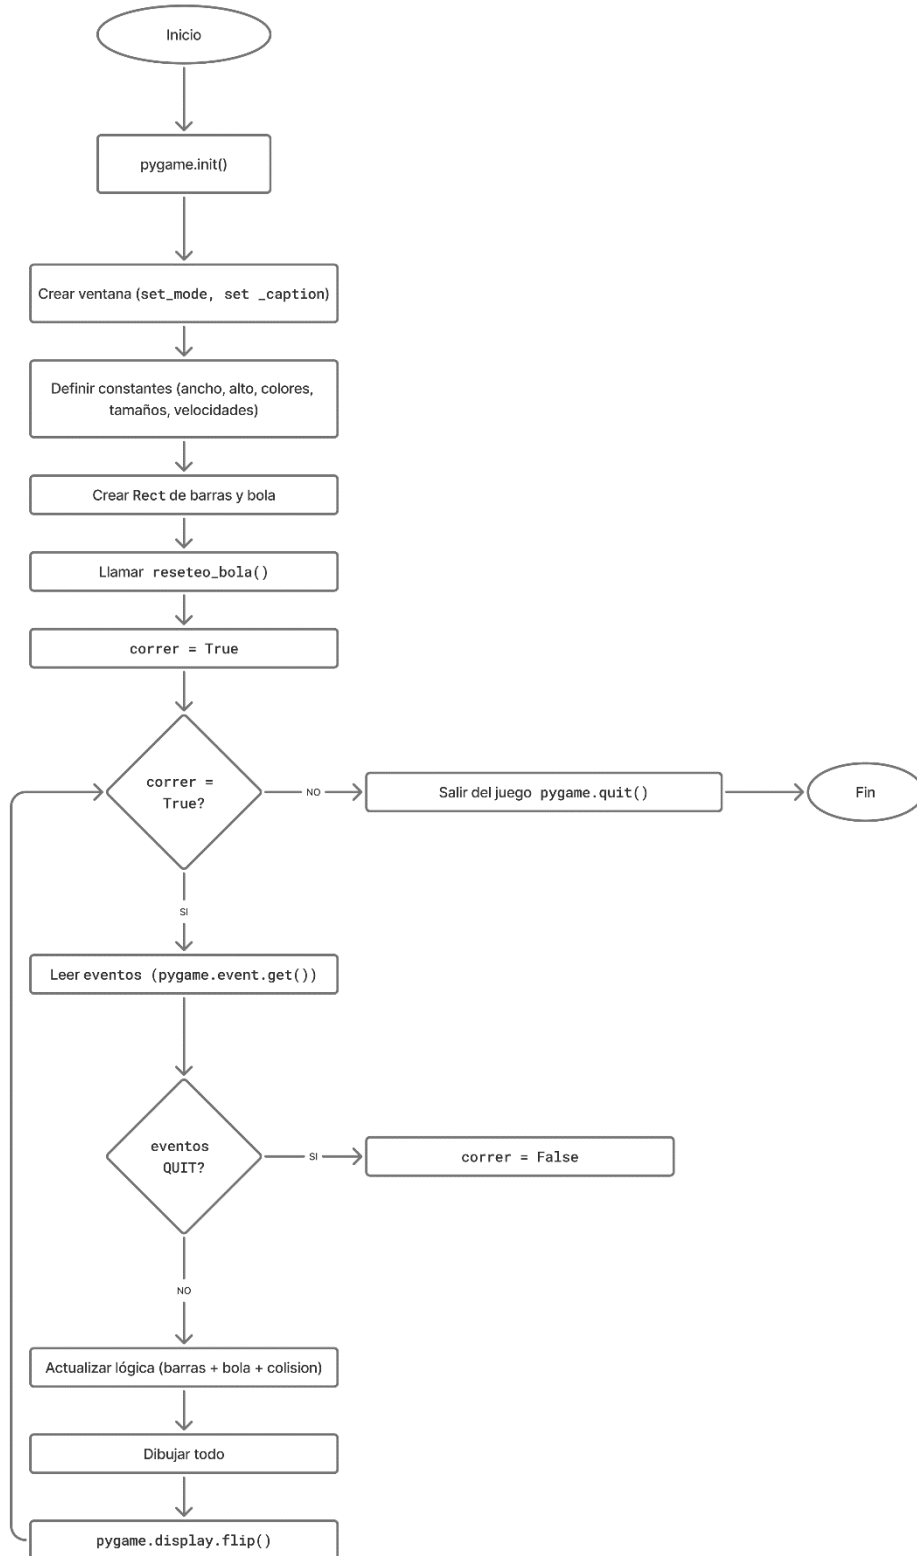 Inicio
pygame.init()
Crear ventana (set_mode, set _caption)
Definir constantes (ancho, alto, colores,
tamaños, velocidades)
Crear Rect de barras y bola
Llamar reseteo_bola()
correr = True
correr =
True?
NO
Salir del juego pygame.quit()
Fin
SI
Leer eventos (pygame.event.get())
eventos
QUIT?
SI
correr = False
NO
Actualizar lógica (barras + bola + colision)
Dibujar todo
pygame.display.flip()